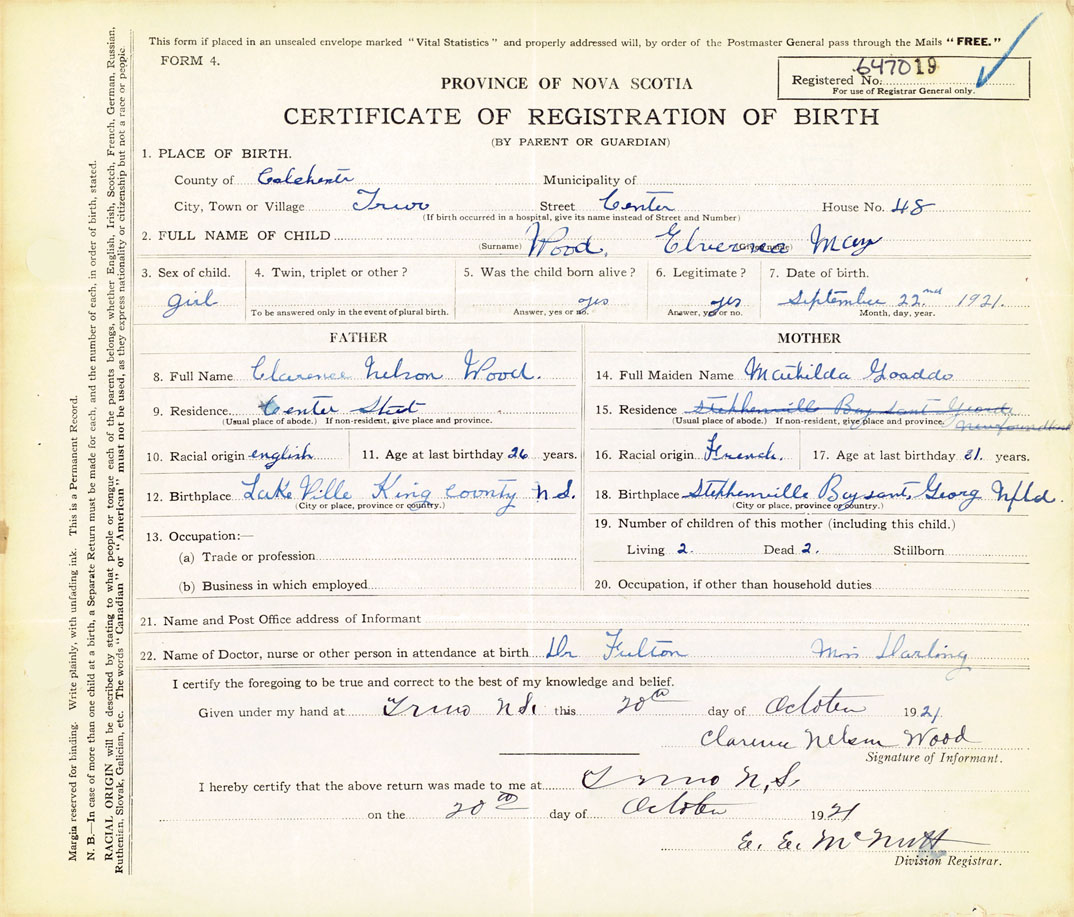 This form if placed in an unsealed envelope marked "Vital Statistics" and properly addressed will, by order of the Postmaster General pass through the Mails "FREE."
FORM 4.
Registered No. 647019
For use of Registrar General only.
PROVINCE OF NOVA SCOTIA
CERTIFICATE OF REGISTRATION OF BIRTH
(BY PARENT OR GUARDIAN)
1. PLACE OF BIRTH.
County of Colchester Municipality of
City, Town or Village Truro Street Center House No. 48
(If birth occurred in a hospital, give its name instead of Street and Number)
2. FULL NAME OF CHILD Wood, May
(Surname) (Given name)
3. Sex of child. 4. Twin, triplet or other? 5. Was the child born alive? 6. Legitimate? 7. Date of birth.
girl yes yes September 22nd 1921.
To be answered only in the event of plural birth. Answer, yes or no. Answer, yes or no. Month, day, year.
FATHER MOTHER
8. Full Name Clarence Nelson Wood. 14. Full Maiden Name
9. Residence Center Street 15. Residence Stephenville Bay sant Georg Newfoundland
(Usual place of abode.) If non-resident, give place and province. (Usual place of abode.) If non-resident, give place and province.
10. Racial origin english 11. Age at last birthday 26 years. 16. Racial origin French. 17. Age at last birthday years.
12. Birthplace Lake Ville King county N.S. 18. Birthplace Stephenville Bay sant, Georg Nfld.
(City or place, province or country.) (City or place, province or country.)
13. Occupation:— 19. Number of children of this mother (including this child.)
(a) Trade or profession Living 2. Dead 2. Stillborn
(b) Business in which employed 20. Occupation, if other than household duties
21. Name and Post Office address of Informant
22. Name of Doctor, nurse or other person in attendance at birth Dr Fulton Darling
I certify the foregoing to be true and correct to the best of my knowledge and belief.
Given under my hand at Truro N.S. this 20th day of October 1921
Clarence Nelson Wood
Signature of Informant.
I hereby certify that the above return was made to me at Truro N.S.
on the 20th day of October 1921
E. E. McNutt
Division Registrar.
Margin reserved for binding. Write plainly, with unfading ink. This is a Permanent Record.
N. B.—In case of more than one child at a birth, a Separate Return must be made for each, and the number of each, in order of birth, stated.
RACIAL ORIGIN will be described by stating to what people or tongue each of the parents belongs, whether English, Irish, Scotch, French, German, Russian,
Ruthenian, Slovak, Galician, etc. The words "Canadian" or "American" must not be used, as they express nationality or citizenship but not a race or people.